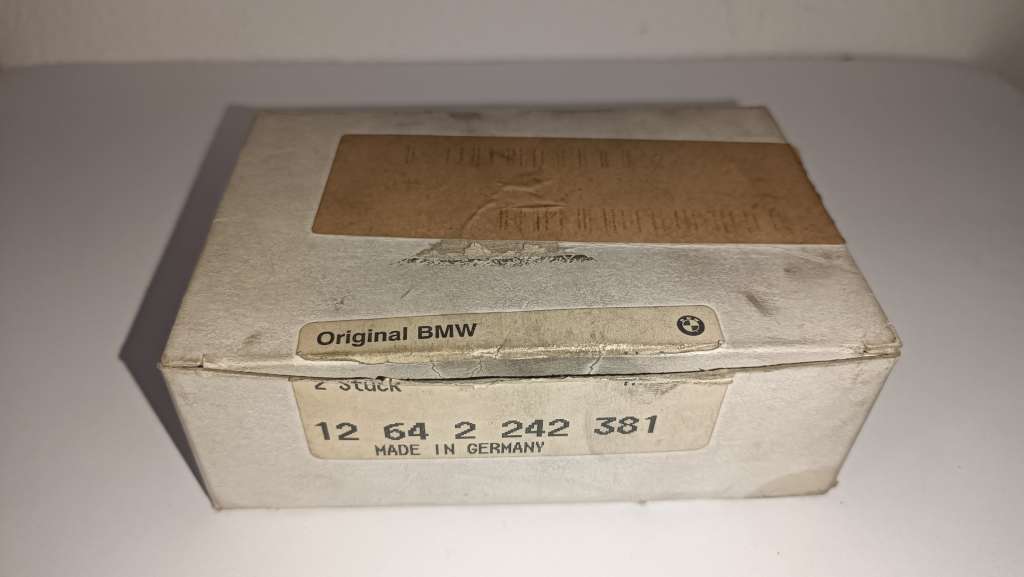 Original BMW
2 Stück
12 64 2 242 381
MADE IN GERMANY